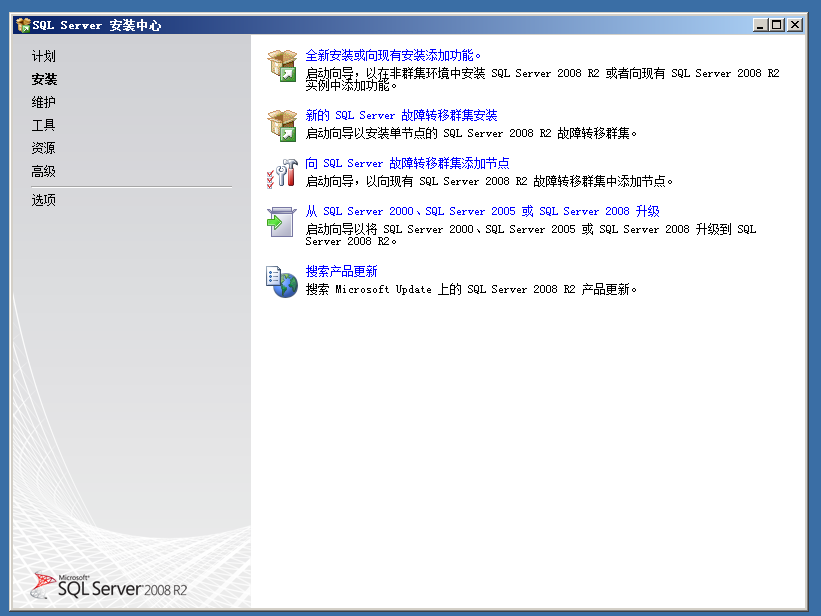 SQL Server 安装中心
计划
安装
维护
工具
资源
高级
选项
全新安装或向现有安装添加功能。
启动向导，以在非群集环境中安装 SQL Server 2008 R2 或者向现有 SQL Server 2008 R2
实例中添加功能。
新的 SQL Server 故障转移群集安装
启动向导以安装单节点的 SQL Server 2008 R2 故障转移群集。
向 SQL Server 故障转移群集添加节点
启动向导，以向现有 SQL Server 2008 R2 故障转移群集中添加节点。
从 SQL Server 2000、SQL Server 2005 或 SQL Server 2008 升级
启动向导以将 SQL Server 2000、SQL Server 2005 或 SQL Server 2008 升级到 SQL
Server 2008 R2。
搜索产品更新
搜索 Microsoft Update 上的 SQL Server 2008 R2 产品更新。
Microsoft®
SQL Server 2008 R2